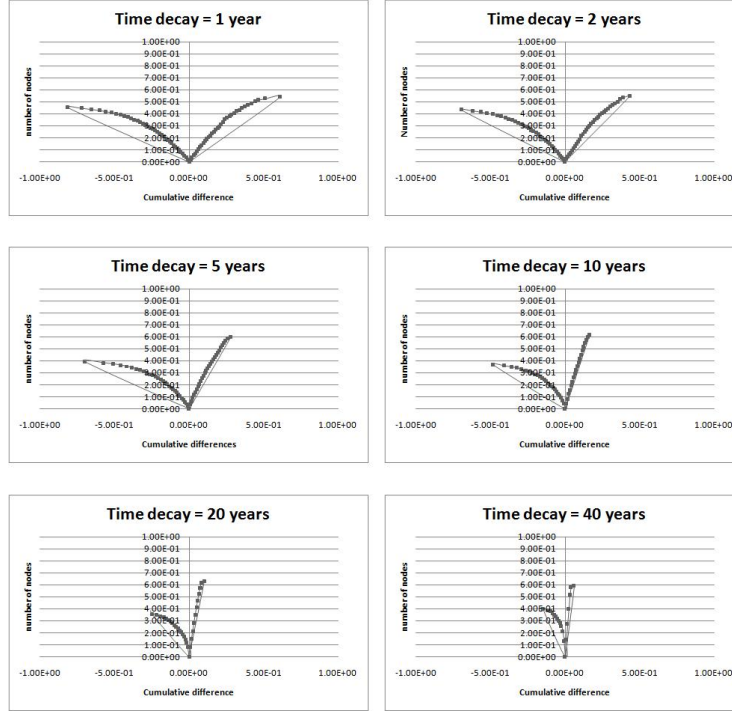 Time decay = 1 year
number of nodes
1.00E+00
9.00E-01
8.00E-01
7.00E-01
6.00E-01
5.00E-01
4.00E-01
3.00E-01
2.00E-01
1.00E-01
0.00E+00
-1.00E+00 -5.00E-01 0.00E+00 5.00E-01 1.00E+00
Cumulative difference
Time decay = 2 years
Number of nodes
1.00E+00
9.00E-01
8.00E-01
7.00E-01
6.00E-01
5.00E-01
4.00E-01
3.00E-01
2.00E-01
1.00E-01
0.00E+00
-1.00E+00 -5.00E-01 0.00E+00 5.00E-01 1.00E+00
Cumulative difference
Time decay = 5 years
number of nodes
1.00E+00
9.00E-01
8.00E-01
7.00E-01
6.00E-01
5.00E-01
4.00E-01
3.00E-01
2.00E-01
1.00E-01
0.00E+00
-1.00E+00 -5.00E-01 0.00E+00 5.00E-01 1.00E+00
Cumulative differences
Time decay = 10 years
number of nodes
1.00E+00
9.00E-01
8.00E-01
7.00E-01
6.00E-01
5.00E-01
4.00E-01
3.00E-01
2.00E-01
1.00E-01
0.00E+00
-1.00E+00 -5.00E-01 0.00E+00 5.00E-01 1.00E+00
Cumulative difference
Time decay = 20 years
number of nodes
1.00E+00
9.00E-01
8.00E-01
7.00E-01
6.00E-01
5.00E-01
4.00E-01
3.00E-01
2.00E-01
1.00E-01
0.00E+00
-1.00E+00 -5.00E-01 0.00E+00 5.00E-01 1.00E+00
Cumulative difference
Time decay = 40 years
number of nodes
1.00E+00
9.00E-01
8.00E-01
7.00E-01
6.00E-01
5.00E-01
4.00E-01
3.00E-01
2.00E-01
1.00E-01
0.00E+00
-1.00E+00 -5.00E-01 0.00E+00 5.00E-01 1.00E+00
Cumulative difference